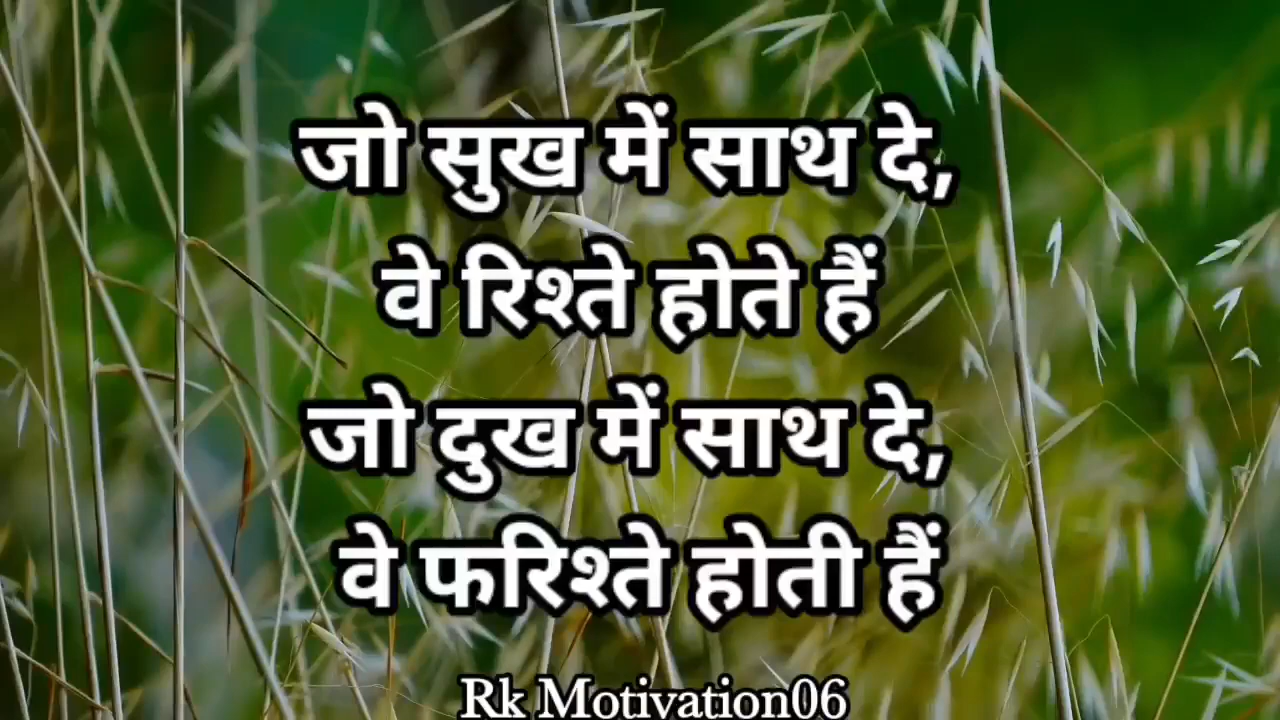 जो सुख में साथ दे,
वे रिश्ते होते हैं
जो दुख में साथ दे,
वे फरिश्ते होती हैं
Rk Motivation06